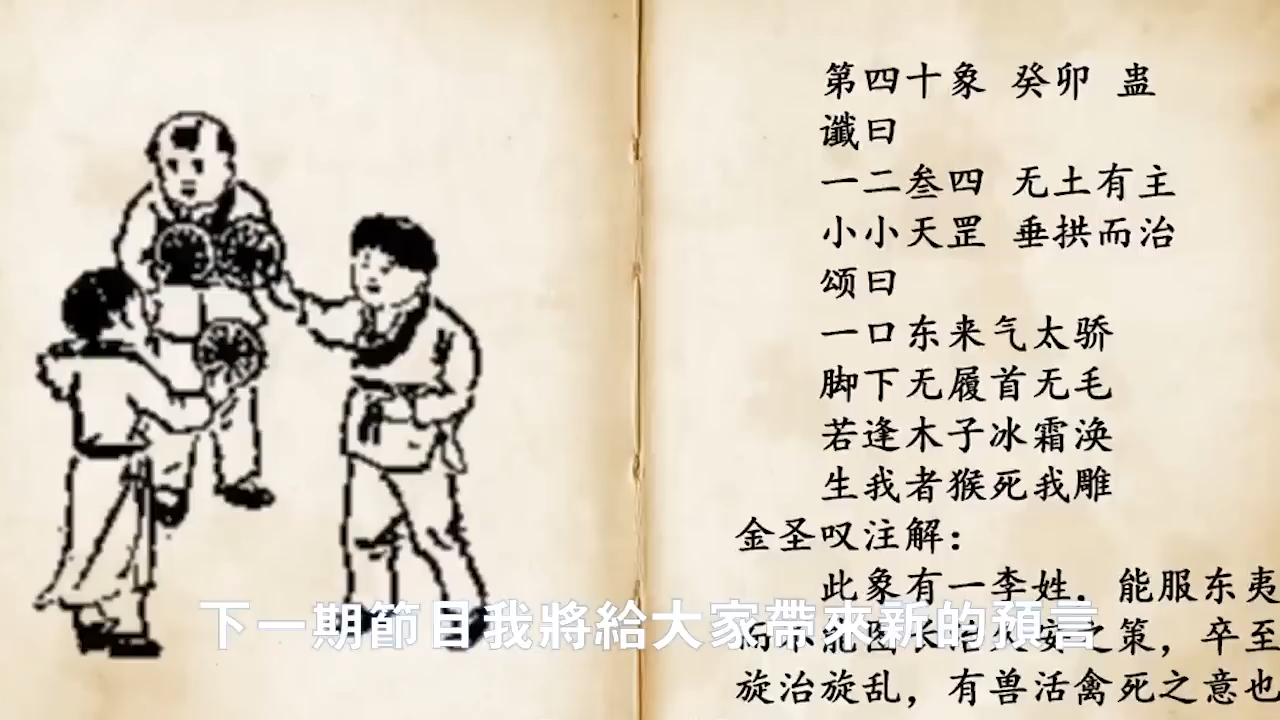 第四十象 癸卯 蛊
谶曰
一二叁四 无土有主
小小天罡 垂拱而治
颂曰
一口东来气太骄
脚下无履首无毛
若逢木子冰霜涣
生我者猴死我雕
金圣叹注解：
此象有一李姓，能服东夷
之策，卒至
旋治旋乱，有兽活禽死之意也
下一期節目我將給大家帶來新的預言